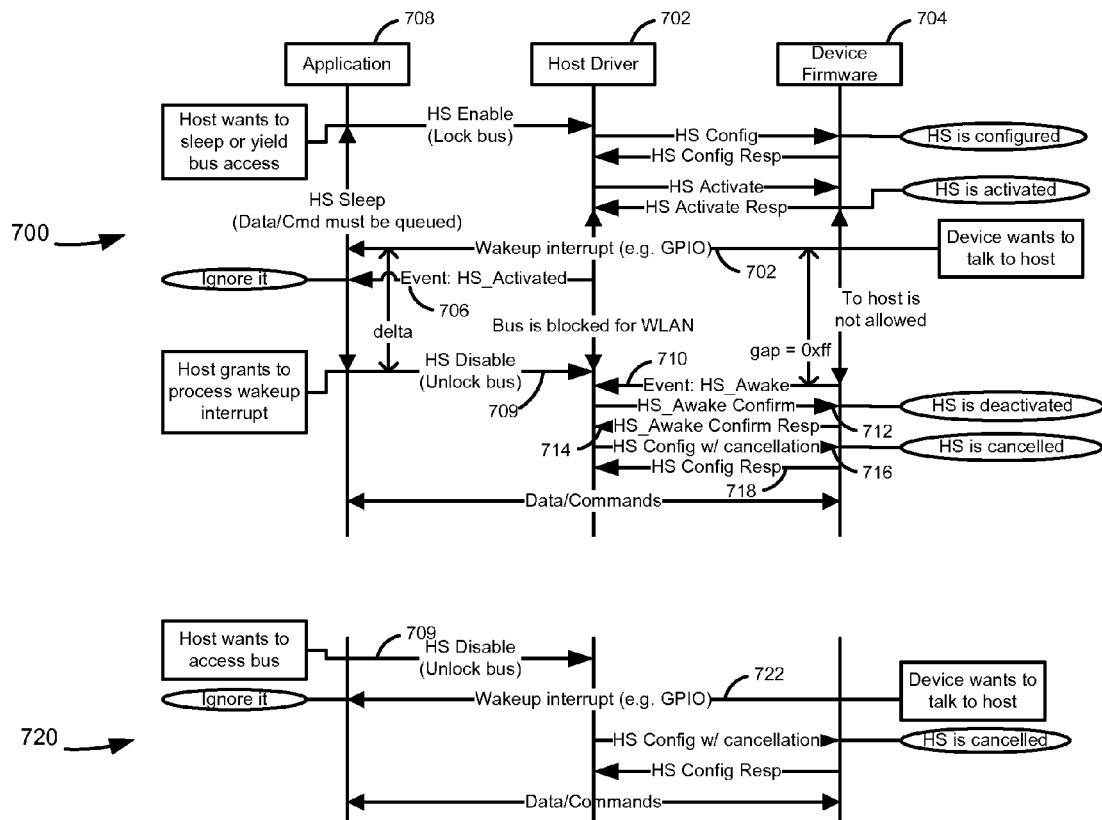 708
702
704
Application
Host Driver
Device
Firmware
Host wants to
sleep or yield
bus access
HS Enable
(Lock bus)
HS Config
HS is configured
HS Config Resp
HS Activate
HS is activated
HS Activate Resp
HS Sleep
(Data/Cmd must be queued)
700
Wakeup interrupt (e.g. GPIO)
702
Device wants to
talk to host
Ignore it
Event: HS_Activated
706
To host is
not allowed
delta
Bus is blocked for WLAN
gap = 0xff
Host grants to
process wakeup
interrupt
HS Disable
(Unlock bus)
709
710
Event: HS_Awake
HS_Awake Confirm
712
HS is deactivated
714
HS_Awake Confirm Resp
HS Config w/ cancellation
716
HS is cancelled
HS Config Resp
718
Data/Commands
Host wants to
access bus
709
HS Disable
(Unlock bus)
Ignore it
Wakeup interrupt (e.g. GPIO)
722
Device wants to
talk to host
720
HS Config w/ cancellation
HS is cancelled
HS Config Resp
Data/Commands